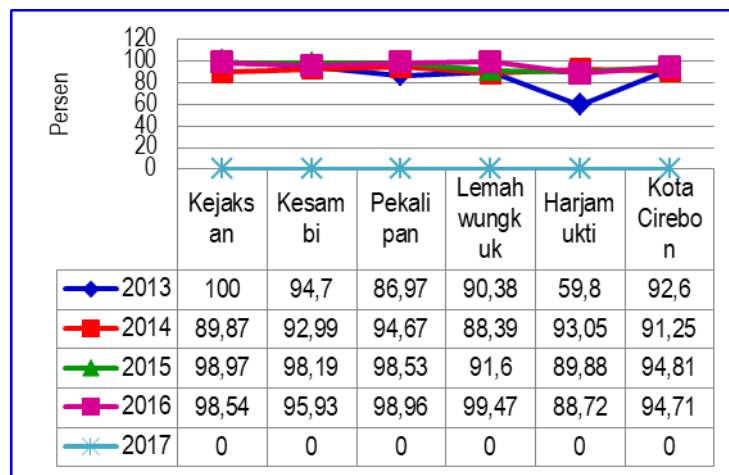 Persen
120
100
80
60
40
20
0
Kejaks
an
Kesam
bi
Pekali
pan
Lemah
wungk
uk
Harjam
ukti
Kota
Cirebo
n
2013 100 94,7 86,97 90,38 59,8 92,6
2014 89,87 92,99 94,67 88,39 93,05 91,25
2015 98,97 98,19 98,53 91,6 89,88 94,81
2016 98,54 95,93 98,96 99,47 88,72 94,71
2017 0 0 0 0 0 0